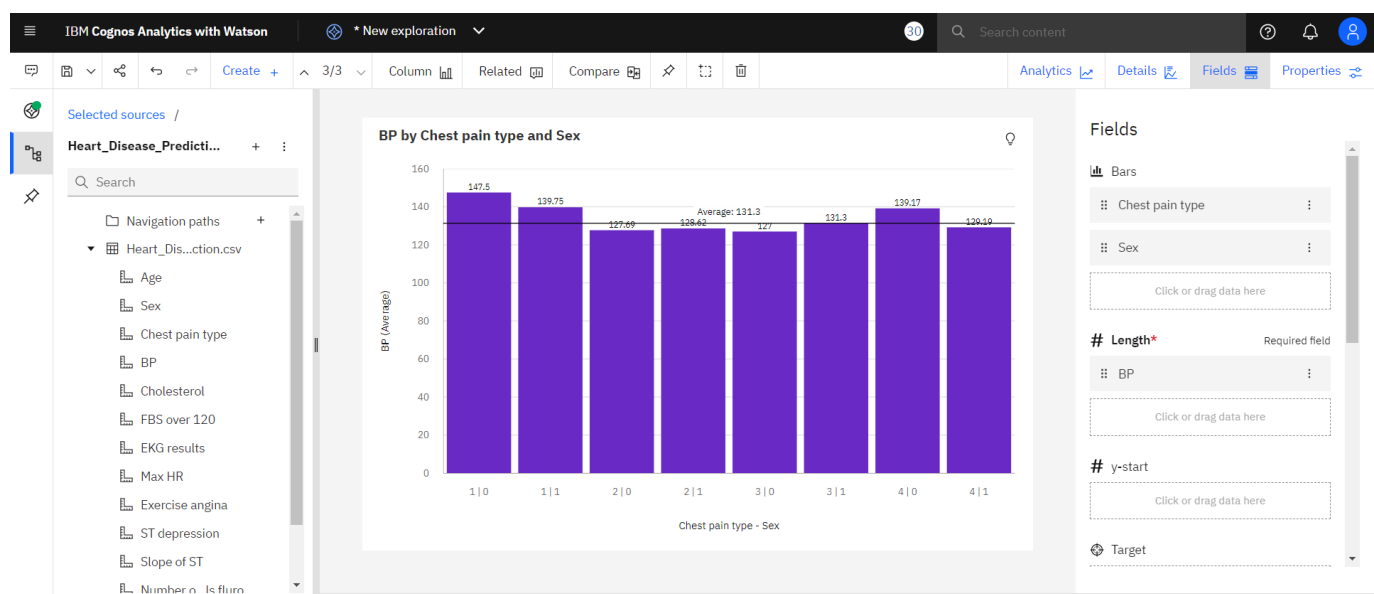 IBM Cognos Analytics with Watson
* New exploration
30
Search content
Create +
3/3
Column
Related
Compare
Analytics
Details
Fields
Properties
Selected sources /
Heart_Disease_Predicti...
Search
Navigation paths
Heart_Dis...ction.csv
Age
Sex
Chest pain type
BP
Cholesterol
FBS over 120
EKG results
Max HR
Exercise angina
ST depression
Slope of ST
Number o...ls fluro
BP by Chest pain type and Sex
160
140
120
100
80
60
40
20
0
BP (Average)
147.5
139.75
127.69
128.62
Average: 131.3
127
131.3
139.17
129.19
1|0
1|1
2|0
2|1
3|0
3|1
4|0
4|1
Chest pain type - Sex
Fields
Bars
Chest pain type
Sex
Click or drag data here
# Length*
Required field
BP
Click or drag data here
# y-start
Click or drag data here
Target